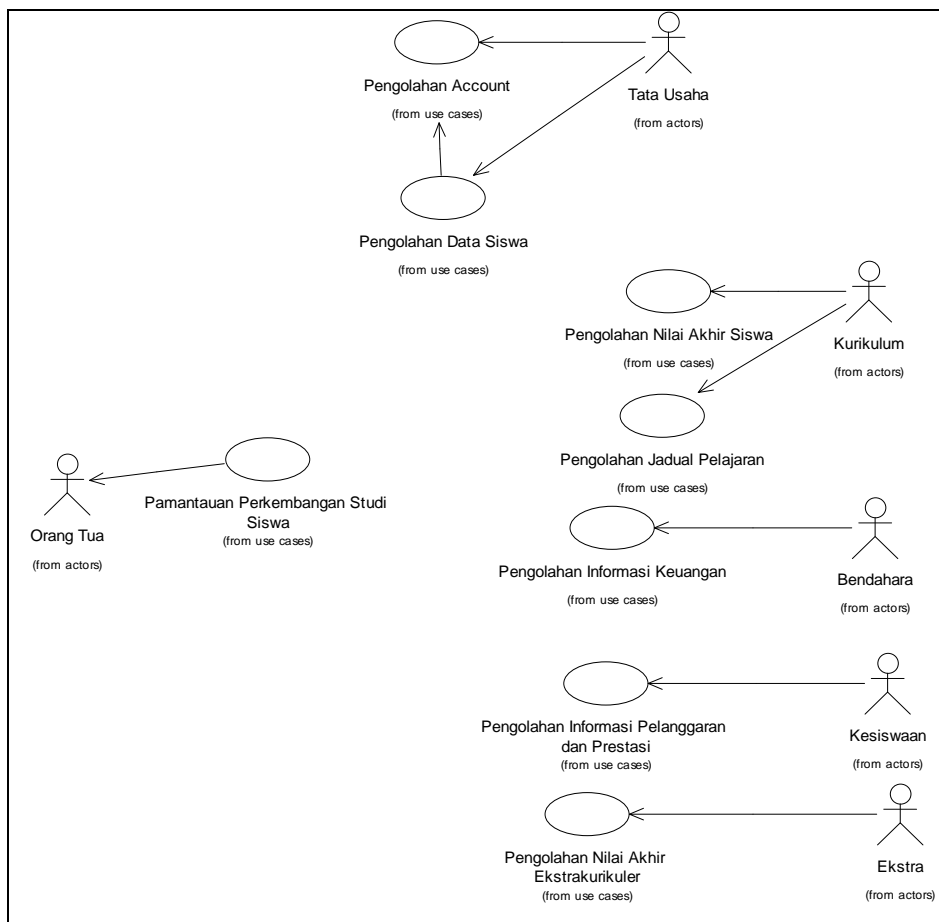 Pengolahan Account
(from use cases)
Tata Usaha
(from actors)
Pengolahan Data Siswa
(from use cases)
Pengolahan Nilai Akhir Siswa
(from use cases)
Kurikulum
(from actors)
Pengolahan Jadual Pelajaran
(from use cases)
Orang Tua
(from actors)
Pamantauan Perkembangan Studi
Siswa
(from use cases)
Pengolahan Informasi Keuangan
(from use cases)
Bendahara
(from actors)
Pengolahan Informasi Pelanggaran
dan Prestasi
(from use cases)
Kesiswaan
(from actors)
Pengolahan Nilai Akhir
Ekstrakurikuler
(from use cases)
Ekstra
(from actors)